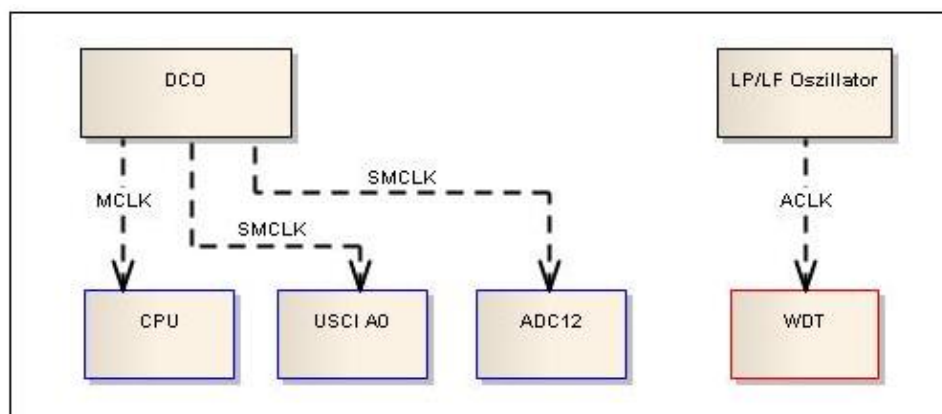 DCO
LP/LF Oszillator
MCLK
SMCLK
SMCLK
ACLK
CPU
USCI A0
ADC12
WDT